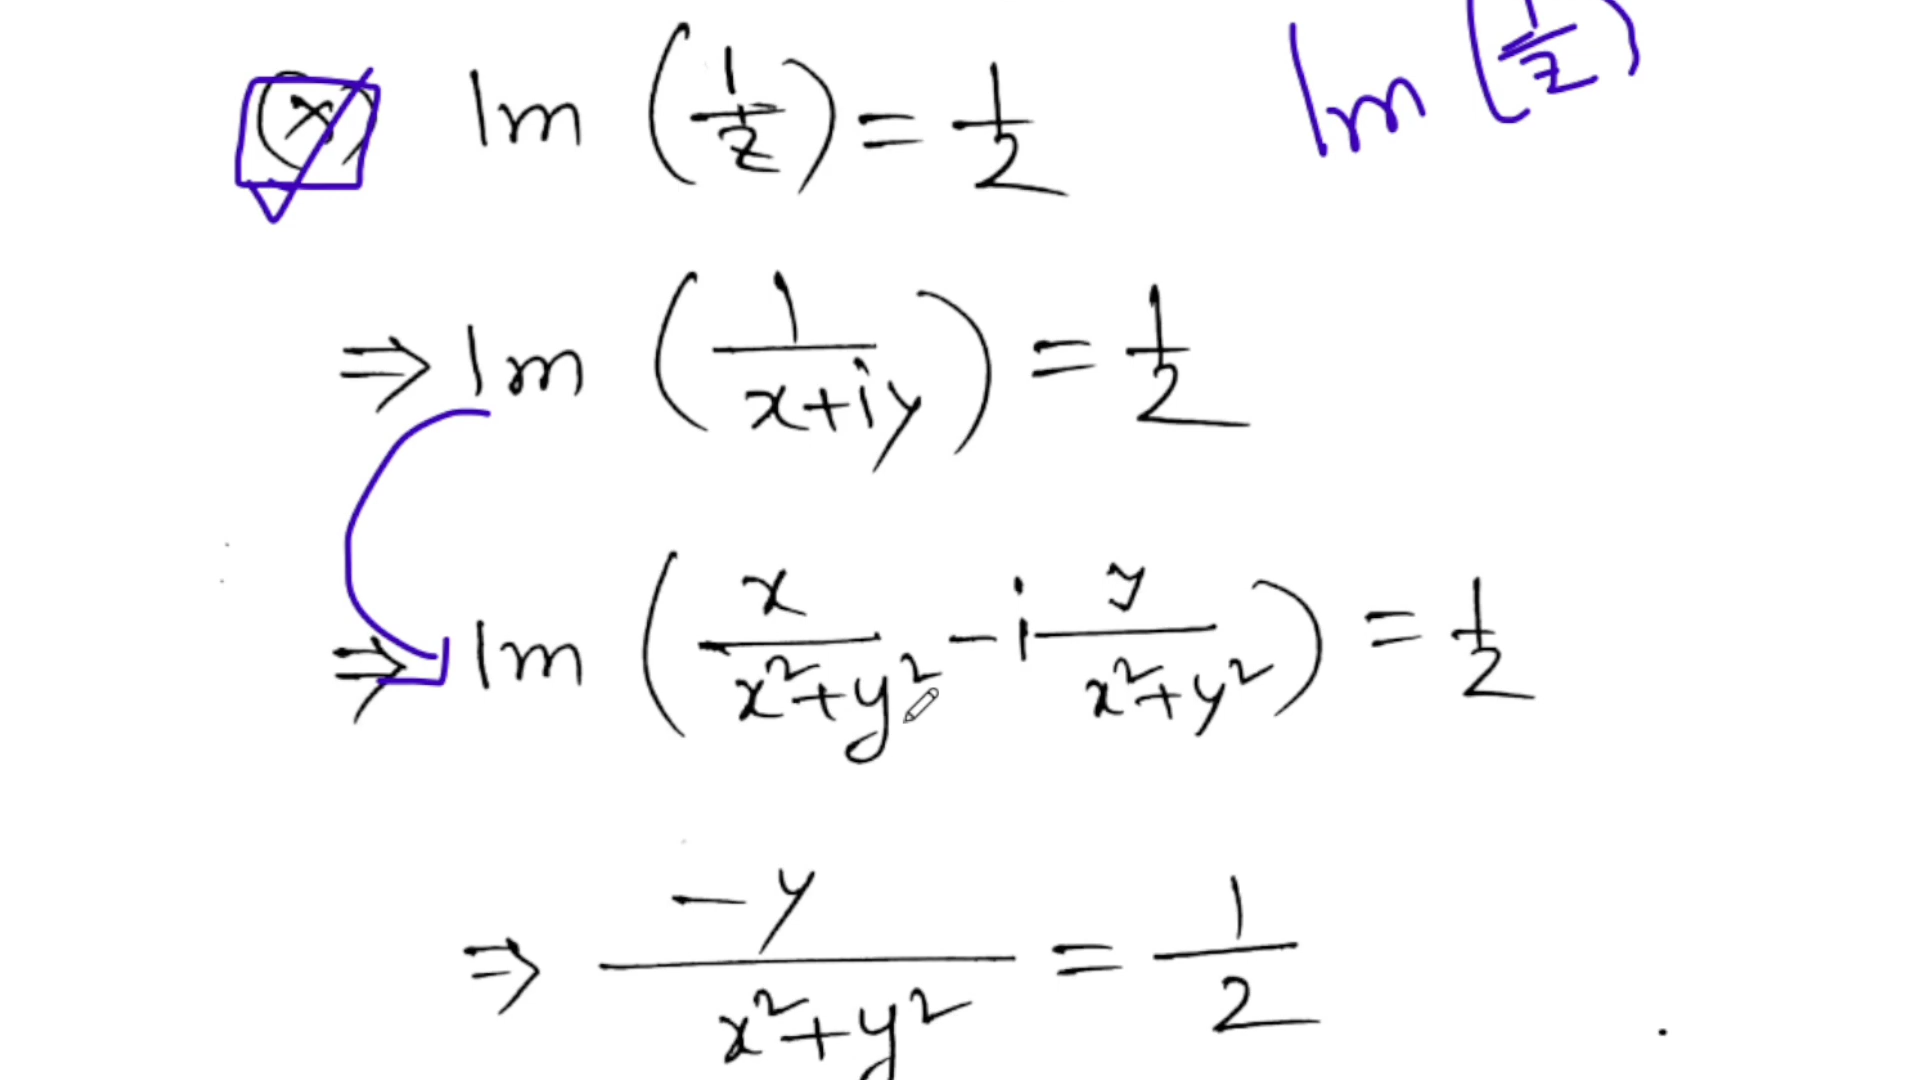 (x) Im (1/z) = 1/2
Im (1/z)
⇒ Im (1/(x+iy)) = 1/2
⇒ Im (x/(x²+y²) - i y/(x²+y²)) = 1/2
⇒ -y/(x²+y²) = 1/2